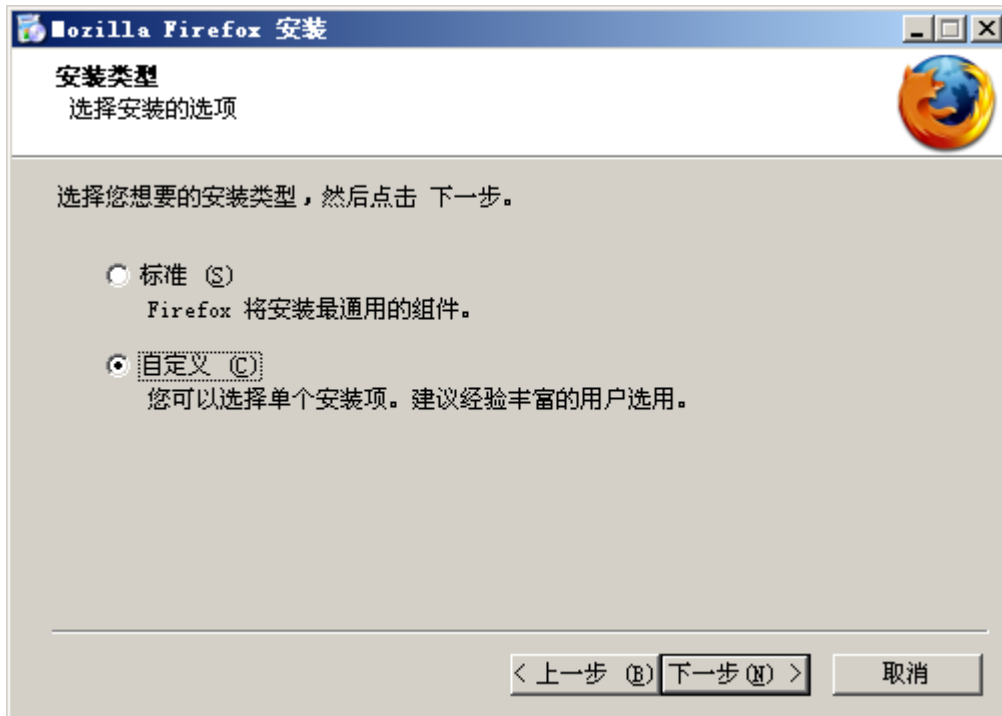 Mozilla Firefox 安装
安装类型
选择安装的选项
选择您想要的安装类型，然后点击 下一步。
标准 (S)
Firefox 将安装最通用的组件。
自定义 (C)
您可以选择单个安装项。建议经验丰富的用户选用。
< 上一步 (B) 下一步(N) > 取消